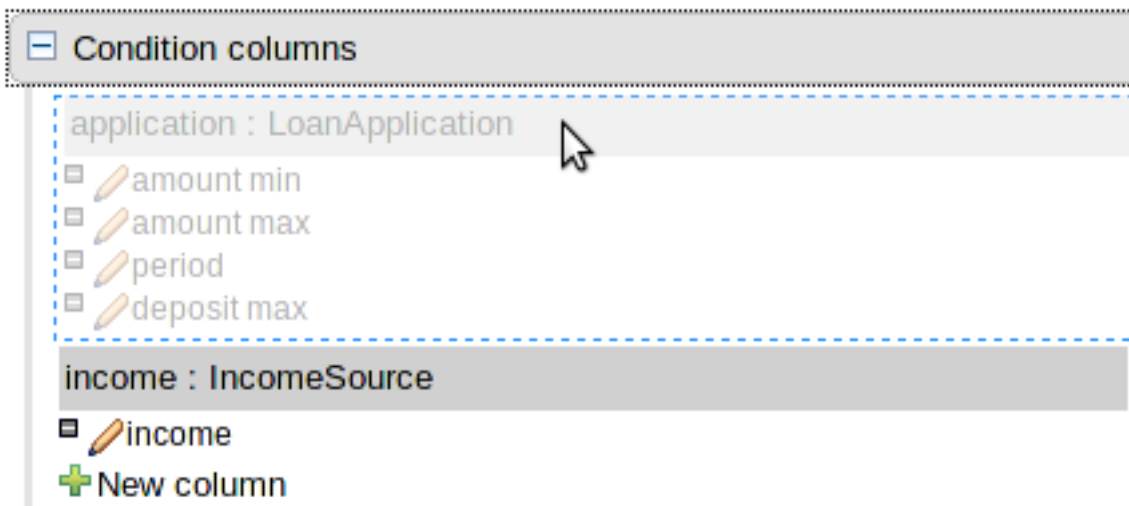 Condition columns
application : LoanApplication
amount min
amount max
period
deposit max
income : IncomeSource
income
New column